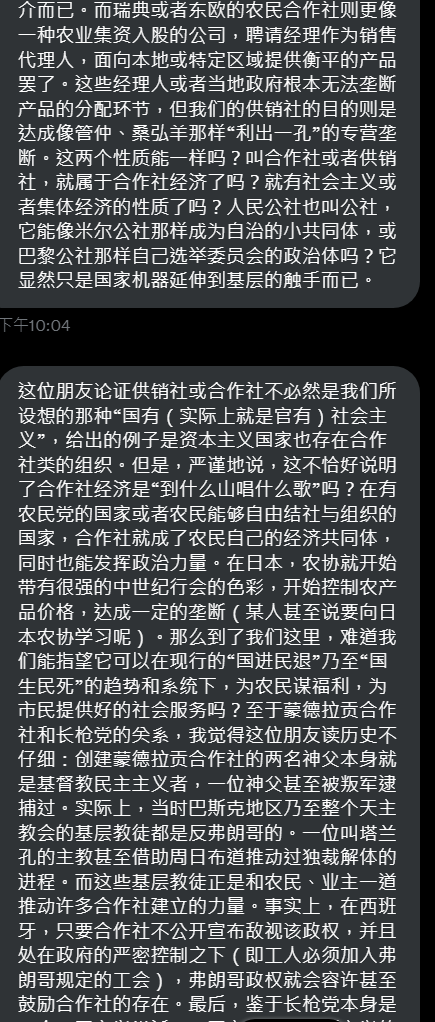 介而已。而瑞典或者东欧的农民合作社则更像
一种农业集资入股的公司，聘请经理作为销售
代理人，面向本地或特定区域提供衡平的产品
罢了。这些经理人或者当地政府根本无法垄断
产品的分配环节，但我们的供销社的目的则是
达成像管仲、桑弘羊那样“利出一孔”的专营垄
断。这两个性质能一样吗？叫合作社或者供销
社，就属于合作社经济了吗？就有社会主义或
者集体经济的性质了吗？人民公社也叫公社，
它能像米尔公社那样成为自治的小共同体，或
巴黎公社那样自己选举委员会的政治体吗？它
显然只是国家机器延伸到基层的触手而已。
下午10:04
这位朋友论证供销社或合作社不必然是我们所
设想的那种“国有（实际上就是官有）社会主
义”，给出的例子是资本主义国家也存在合作
社类的组织。但是，严谨地说，这不恰好说明
了合作社经济是“到什么山唱什么歌”吗？在有
农民党的国家或者农民能够自由结社与组织的
国家，合作社就成了农民自己的经济共同体，
同时也能发挥政治力量。在日本，农协就开始
带有很强的中世纪行会的色彩，开始控制农产
品价格，达成一定的垄断（某人甚至说要向日
本农协学习呢）。那么到了我们这里，难道我
们能指望它可以在现行的“国进民退”乃至“国
生民死”的趋势和系统下，为农民谋福利，为
市民提供好的社会服务吗？至于蒙德拉贡合作
社和长枪党的关系，我觉得这位朋友读历史不
仔细：创建蒙德拉贡合作社的两名神父本身就
是基督教民主主义者，一位神父甚至被叛军逮
捕过。实际上，当时巴斯克地区乃至整个天主
教会的基层教徒都是反弗朗哥的。一位叫塔兰
孔的主教甚至借助周日布道推动过独裁解体的
进程。而这些基层教徒正是和农民、业主一道
推动许多合作社建立的力量。事实上，在西班
牙，只要合作社不公开宣布敌视该政权，并且
处在政府的严密控制之下（即工人必须加入弗
朗哥规定的工会），弗朗哥政权就会容许甚至
鼓励合作社的存在。最后，鉴于长枪党本身是